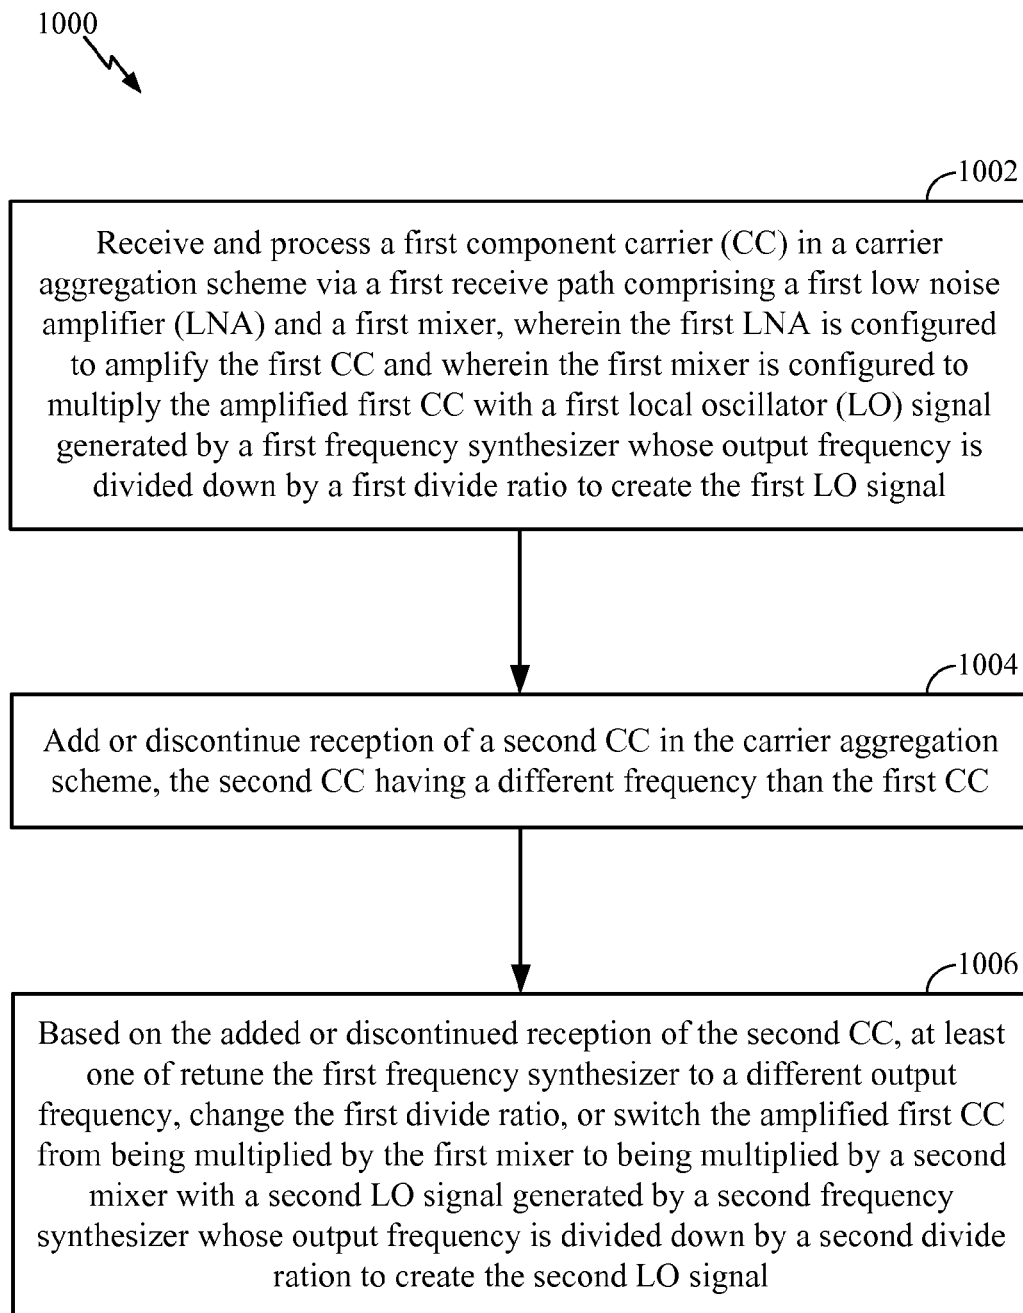 1000
1002
Receive and process a first component carrier (CC) in a carrier
aggregation scheme via a first receive path comprising a first low noise
amplifier (LNA) and a first mixer, wherein the first LNA is configured
to amplify the first CC and wherein the first mixer is configured to
multiply the amplified first CC with a first local oscillator (LO) signal
generated by a first frequency synthesizer whose output frequency is
divided down by a first divide ratio to create the first LO signal
1004
Add or discontinue reception of a second CC in the carrier aggregation
scheme, the second CC having a different frequency than the first CC
1006
Based on the added or discontinued reception of the second CC, at least
one of retune the first frequency synthesizer to a different output
frequency, change the first divide ratio, or switch the amplified first CC
from being multiplied by the first mixer to being multiplied by a second
mixer with a second LO signal generated by a second frequency
synthesizer whose output frequency is divided down by a second divide
ration to create the second LO signal